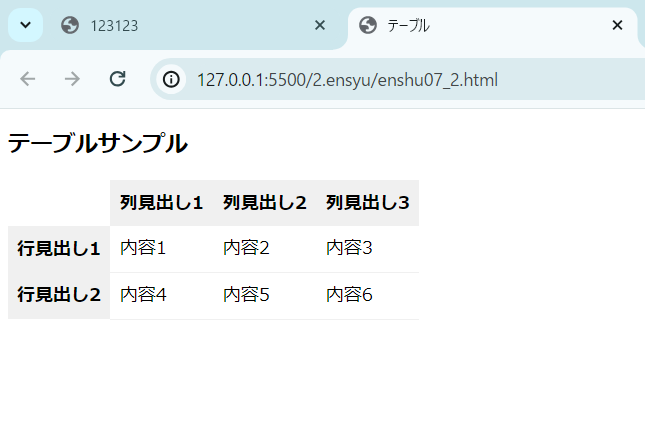 123123 テーブル
127.0.0.1:5500/2.ensyu/enshu07_2.html
テーブルサンプル
列見出し1 列見出し2 列見出し3
行見出し1 内容1 内容2 内容3
行見出し2 内容4 内容5 内容6